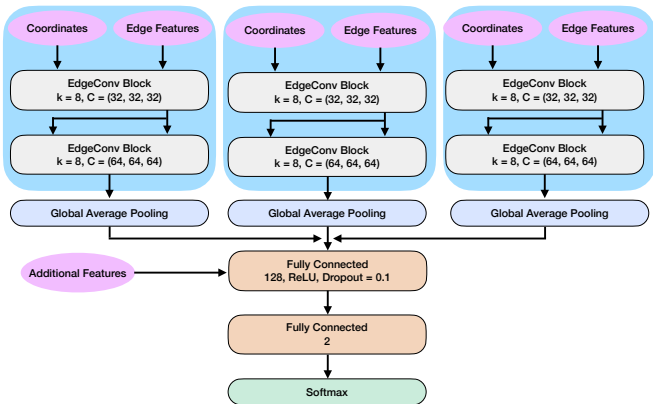 Coordinates
Edge Features
Coordinates
Edge Features
Coordinates
Edge Features
EdgeConv Block
k = 8, C = (32, 32, 32)
EdgeConv Block
k = 8, C = (32, 32, 32)
EdgeConv Block
k = 8, C = (32, 32, 32)
EdgeConv Block
k = 8, C = (64, 64, 64)
EdgeConv Block
k = 8, C = (64, 64, 64)
EdgeConv Block
k = 8, C = (64, 64, 64)
Global Average Pooling
Global Average Pooling
Global Average Pooling
Additional Features
Fully Connected
128, ReLU, Dropout = 0.1
Fully Connected
2
Softmax